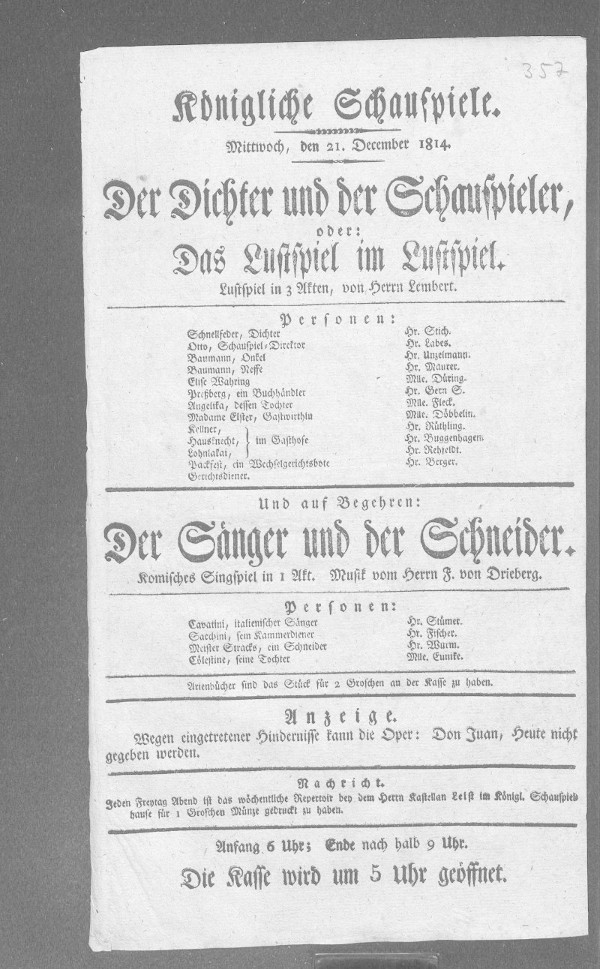 357
Königliche Schauspiele.
Mittwoch, den 21. December 1814.
Der Dichter und der Schauspieler,
oder:
Das Lustspiel im Lustspiel.
Lustspiel in 3 Akten, von Herrn Lembert.
Personen:
Schnellfeder, Dichter Hr. Stich.
Otto, Schauspiel-Direktor Hr. Labes.
Baumann, Onkel Hr. Unzelmann.
Baumann, Neffe Hr. Maurer.
Elise Wahring Mlle. Düring.
Preßberg, ein Buchhändler Hr. Gern S.
Angelika, dessen Tochter Mlle. Fleck.
Madame Elster, Gastwirthin Mlle. Döbbelin.
Kellner, Hr. Rüthling.
Hausknecht, } im Gasthofe Hr. Buggenhagen.
Lohnlakai, Hr. Rehfeldt.
Packfest, ein Wechselgerichtsbote Hr. Berger.
Gerichtsdiener.
Und auf Begehren:
Der Sänger und der Schneider.
Komisches Singspiel in 1 Akt. Musik vom Herrn F. von Drieberg.
Personen:
Cavatini, italienischer Sänger Hr. Stümer.
Sacchini, sein Kammerdiener Hr. Fischer.
Meister Stracks, ein Schneider Hr. Wurm.
Cölestine, seine Tochter Mlle. Eunike.
Arienbücher sind das Stück für 2 Groschen an der Kasse zu haben.
Anzeige.
Wegen eingetretener Hindernisse kann die Oper: Don Juan, Heute nicht
gegeben werden.
Nachricht.
Jeden Freytag Abend ist das wöchentliche Repertoir bey dem Herrn Kastellan Leist im Königl. Schauspiel-
hause für 1 Groschen Münze gedruckt zu haben.
Anfang 6 Uhr; Ende nach halb 9 Uhr.
Die Kasse wird um 5 Uhr geöffnet.